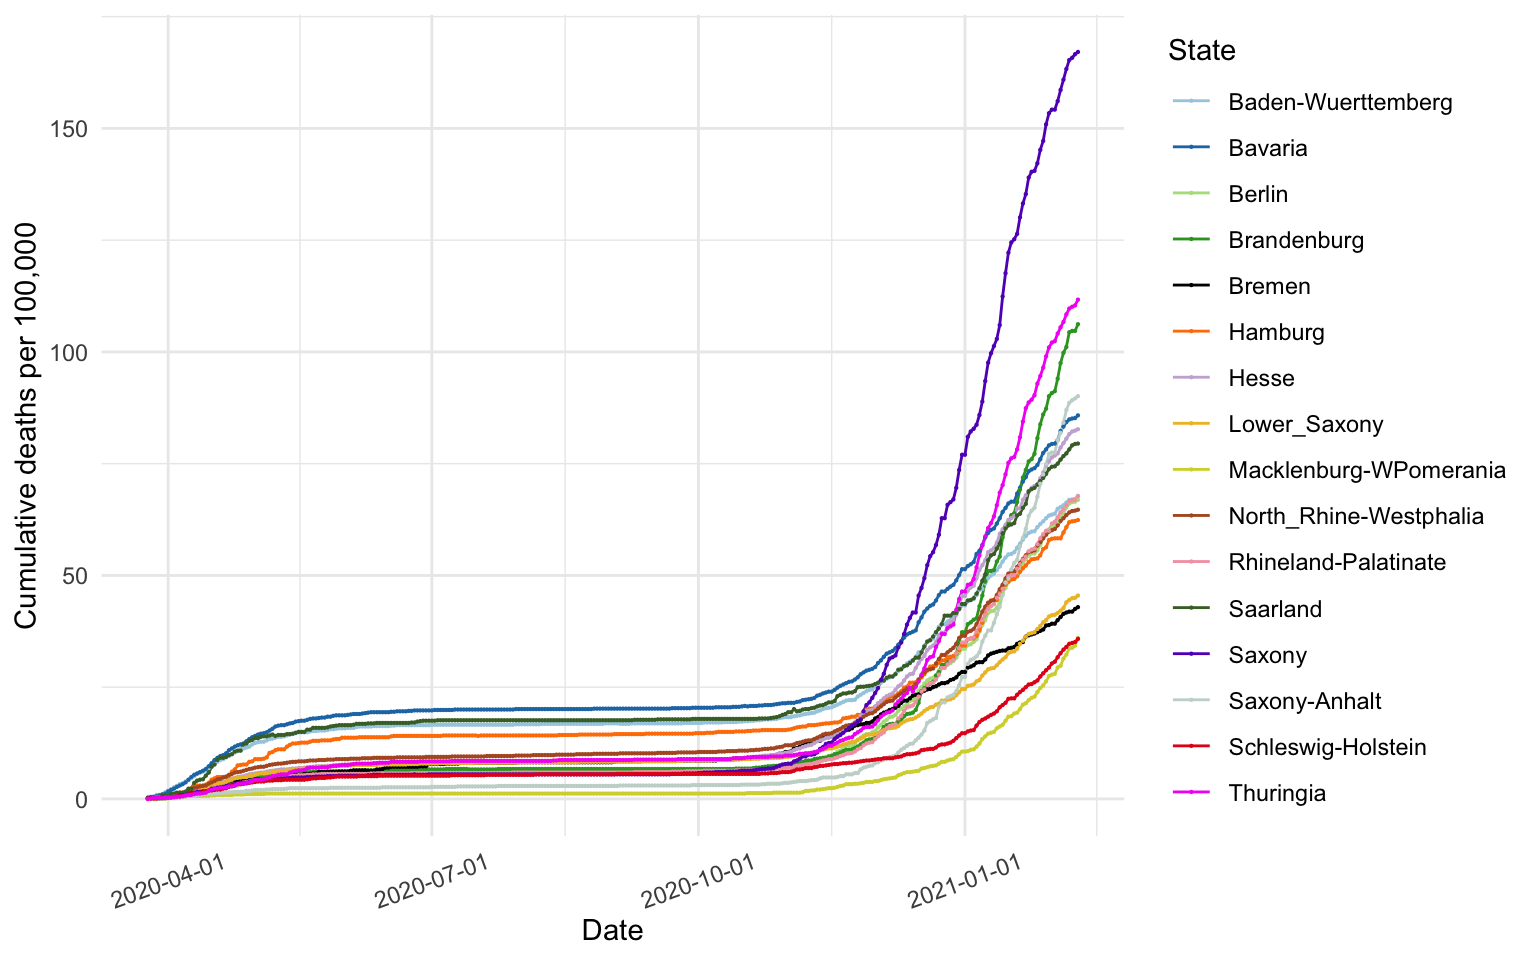 Cumulative deaths per 100,000
150
100
50
0
2020-04-01
2020-07-01
2020-10-01
2021-01-01
Date
State
Baden-Wuerttemberg
Bavaria
Berlin
Brandenburg
Bremen
Hamburg
Hesse
Lower_Saxony
Macklenburg-WPomerania
North_Rhine-Westphalia
Rhineland-Palatinate
Saarland
Saxony
Saxony-Anhalt
Schleswig-Holstein
Thuringia